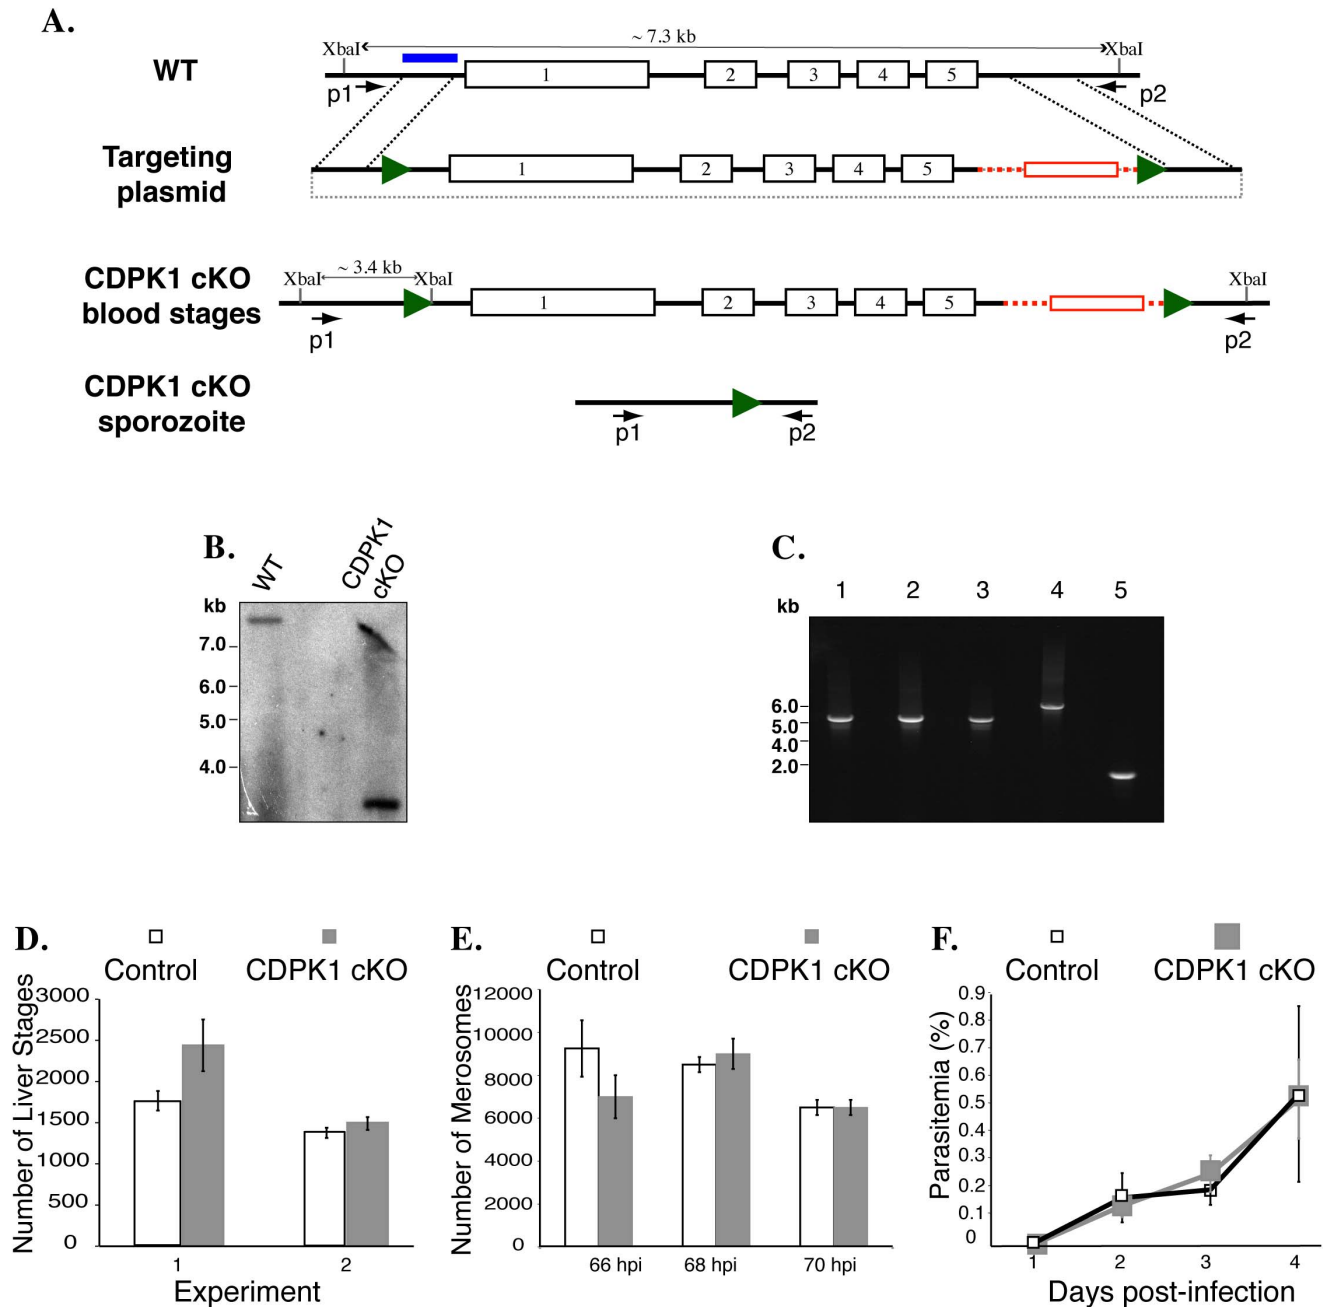 A.
XbaI ~ 7.3 kb XbaI
WT 1 2 3 4 5
p1 p2
Targeting
plasmid
1 2 3 4 5
CDPK1 cKO
blood stages
XbaI ~ 3.4 kb XbaI XbaI
1 2 3 4 5
p1 p2
CDPK1 cKO
sporozoite
p1 p2
B.
WT
CDPK1
cKO
kb
7.0
6.0
5.0
4.0
C.
1 2 3 4 5
kb
6.0
5.0
4.0
2.0
D.
Control CDPK1 cKO
Number of Liver Stages
3000
2500
2000
1500
1000
500
0
1 2
Experiment
E.
Control CDPK1 cKO
Number of Merosomes
12000
10000
8000
6000
4000
2000
0
66 hpi 68 hpi 70 hpi
F.
Control CDPK1 cKO
Parasitemia (%)
0.9
0.8
0.7
0.6
0.5
0.4
0.3
0.2
0.1
0
1 2 3 4
Days post-infection